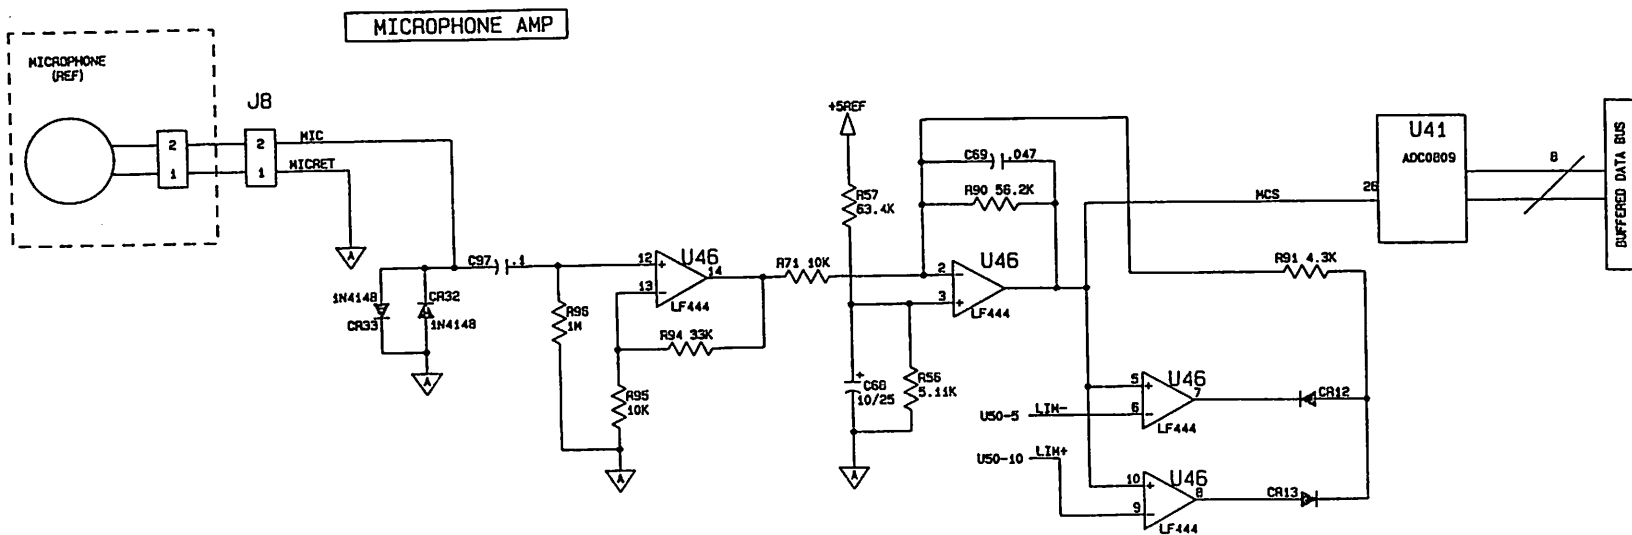 MICROPHONE AMP
MICROPHONE
(REF)
J8
2
1
2
1
MIC
MICRET
A
1N4148
CR33
CR32
1N4148
A
C97 .1
R96
1M
12 +
13 -
U46
14
LF444
R94 33K
R95
10K
A
R71 10K
+5REF
R57
63.4K
C68
10/25
+
R56
5.11K
A
C69 .047
R90 56.2K
2 -
3 +
U46
LF444
MCS
26
U41
ADC0809
8
BUFFERED DATA BUS
R91 4.3K
U50-5 LIM-
5 +
6 -
U46
7
LF444
CR12
U50-10 LIM+
10 +
9 -
U46
8
LF444
CR13